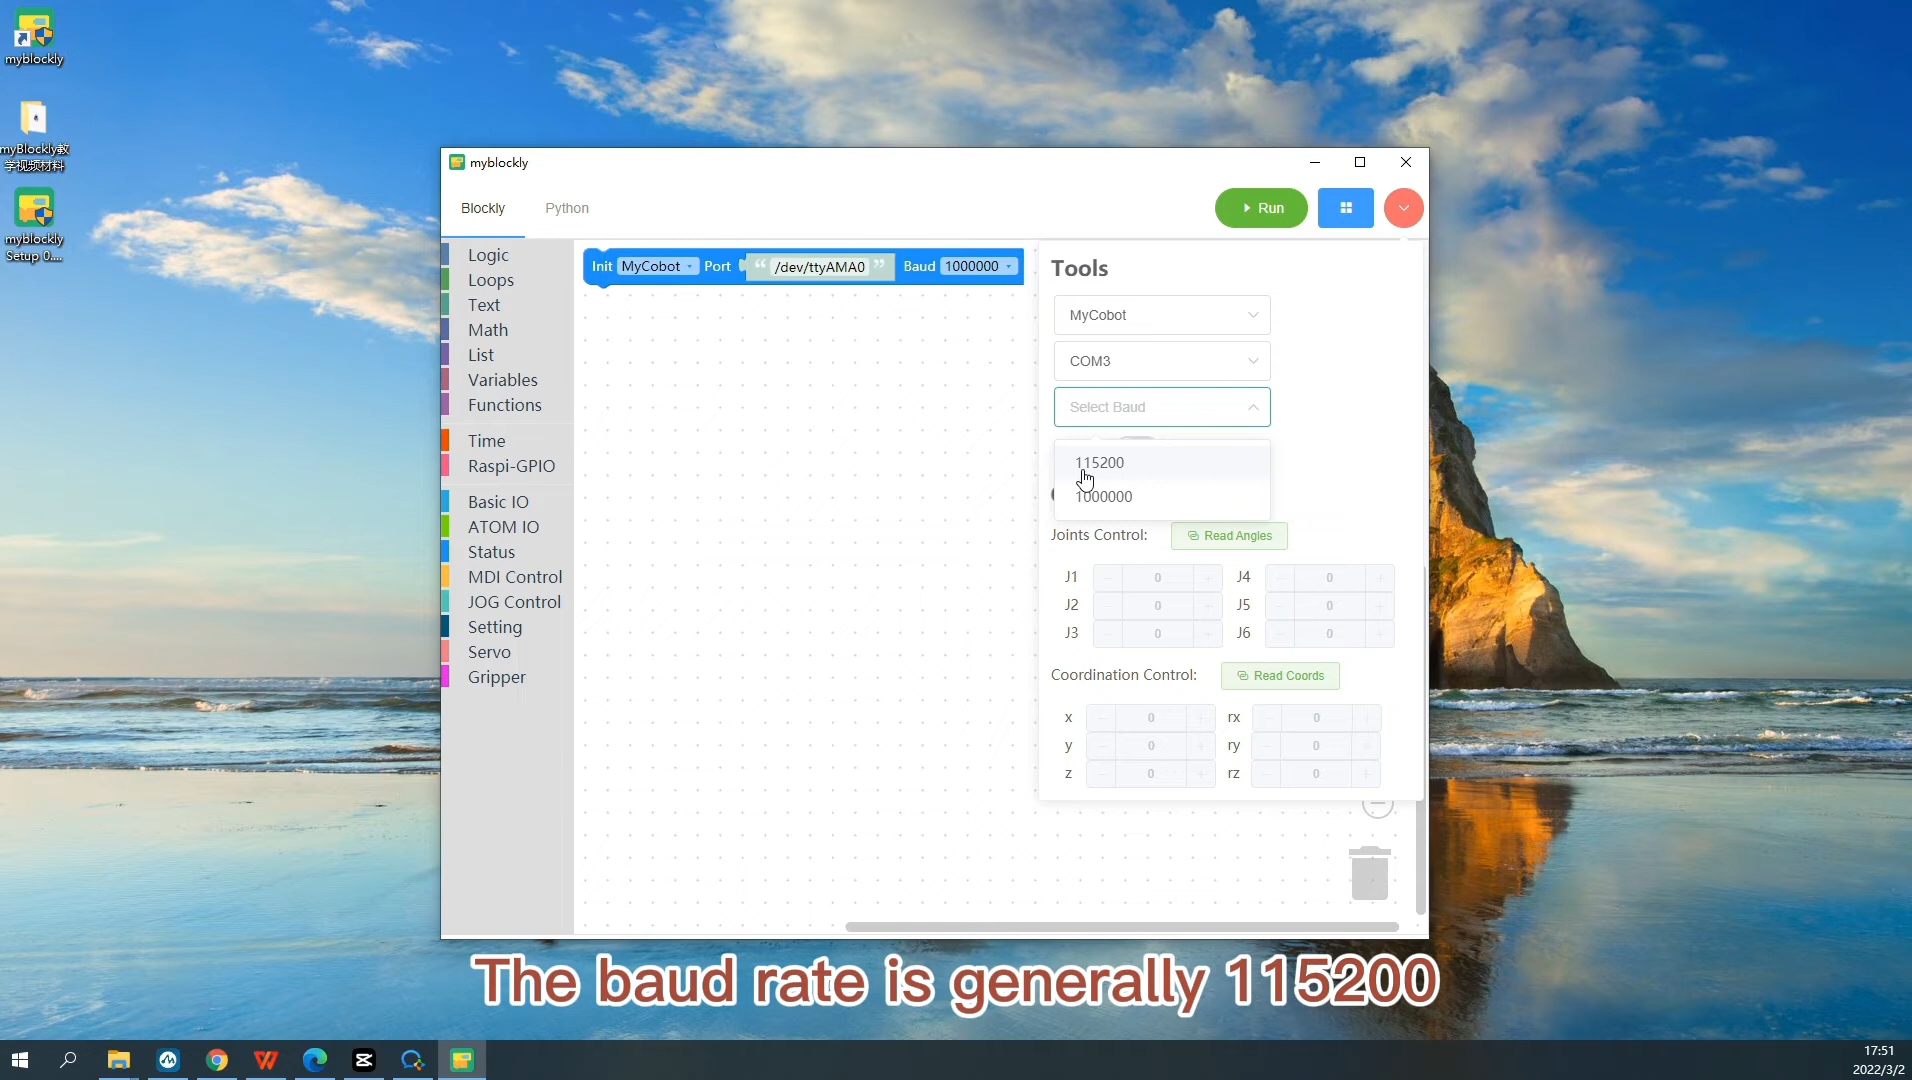 myblockly
myBlockly教
学视频材料
myblockly
Setup 0....
myblockly
Blockly
Python
Run
Logic
Loops
Text
Math
List
Variables
Functions
Time
Raspi-GPIO
Basic IO
ATOM IO
Status
MDI Control
JOG Control
Setting
Servo
Gripper
Init MyCobot Port “ /dev/ttyAMA0 ” Baud 1000000
Tools
MyCobot
COM3
Select Baud
115200
1000000
Joints Control: Read Angles
J1 - 0 + J4 - 0 +
J2 - 0 + J5 - 0 +
J3 - 0 + J6 - 0 +
Coordination Control: Read Coords
x - 0 + rx - 0 +
y - 0 + ry - 0 +
z - 0 + rz - 0 +
The baud rate is generally 115200
17:51
2022/3/2